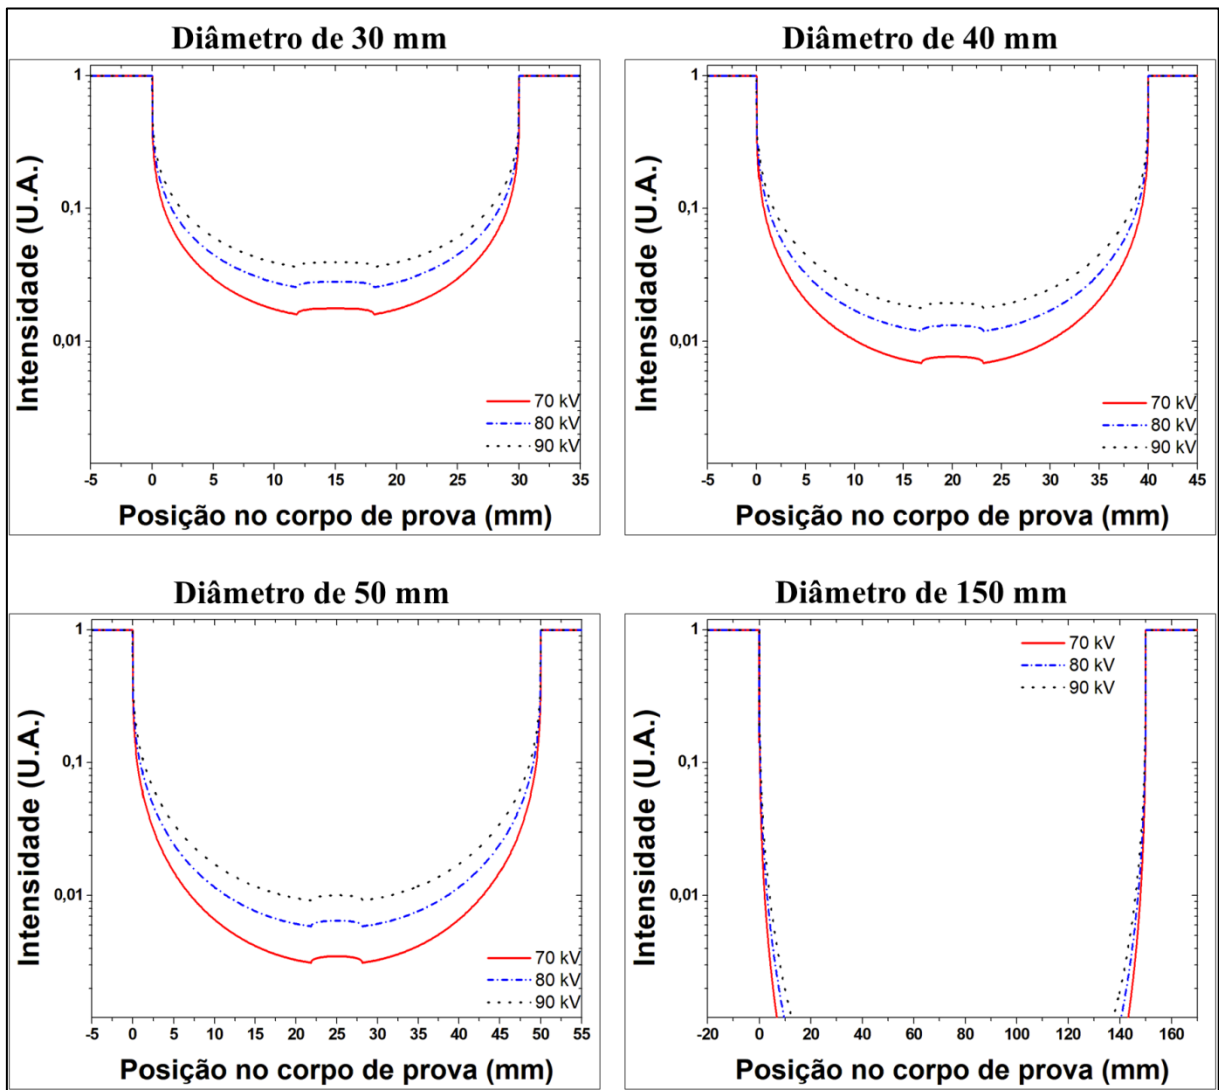 Diâmetro de 30 mm
Intensidade (U.A.)
1
0,1
0,01
70 kV
80 kV
90 kV
-5 0 5 10 15 20 25 30 35
Posição no corpo de prova (mm)
Diâmetro de 40 mm
Intensidade (U.A.)
1
0,1
0,01
70 kV
80 kV
90 kV
-5 0 5 10 15 20 25 30 35 40 45
Posição no corpo de prova (mm)
Diâmetro de 50 mm
Intensidade (U.A.)
1
0,1
0,01
70 kV
80 kV
90 kV
-5 0 5 10 15 20 25 30 35 40 45 50 55
Posição no corpo de prova (mm)
Diâmetro de 150 mm
Intensidade (U.A.)
1
0,1
0,01
70 kV
80 kV
90 kV
-20 0 20 40 60 80 100 120 140 160
Posição no corpo de prova (mm)